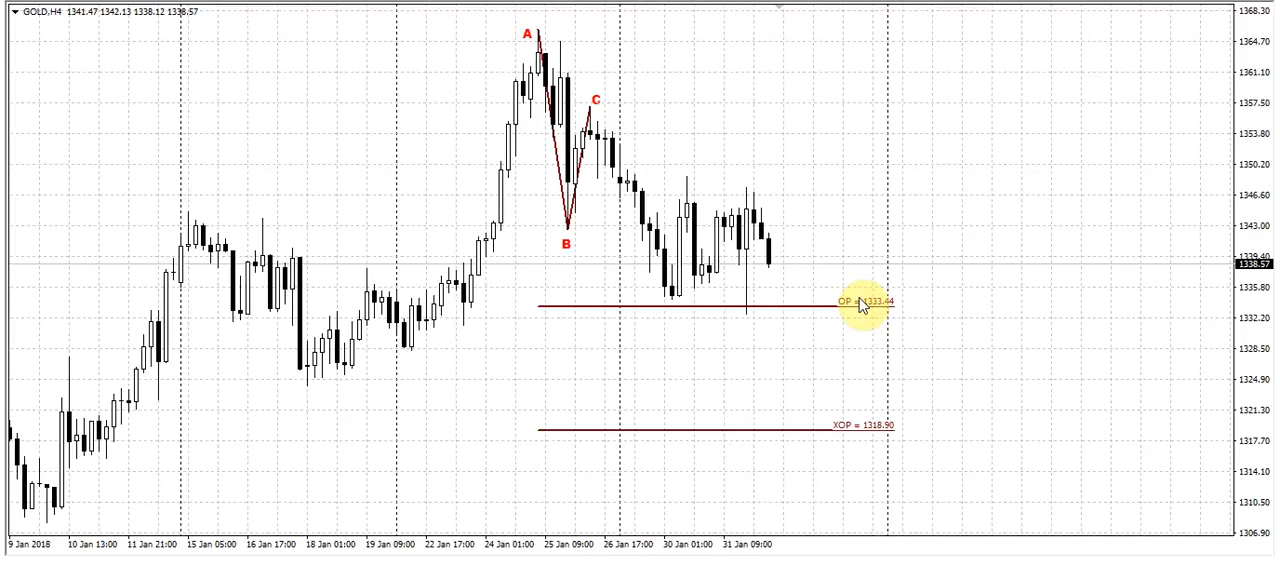 GOLD,H4 1341.47 1342.13 1338.12 1338.57
1368.30
A
1364.70
1361.10
C
1357.50
1353.80
1350.20
1346.60
1343.00
B
1339.40
1338.57
1335.80
OP = 1333.44
1332.20
1328.50
1324.90
1321.30
XOP = 1318.90
1317.70
1314.10
1310.50
1306.90
9 Jan 2018 10 Jan 13:00 11 Jan 21:00 15 Jan 05:00 16 Jan 17:00 18 Jan 01:00 19 Jan 09:00 22 Jan 17:00 24 Jan 01:00 25 Jan 09:00 26 Jan 17:00 30 Jan 01:00 31 Jan 09:00